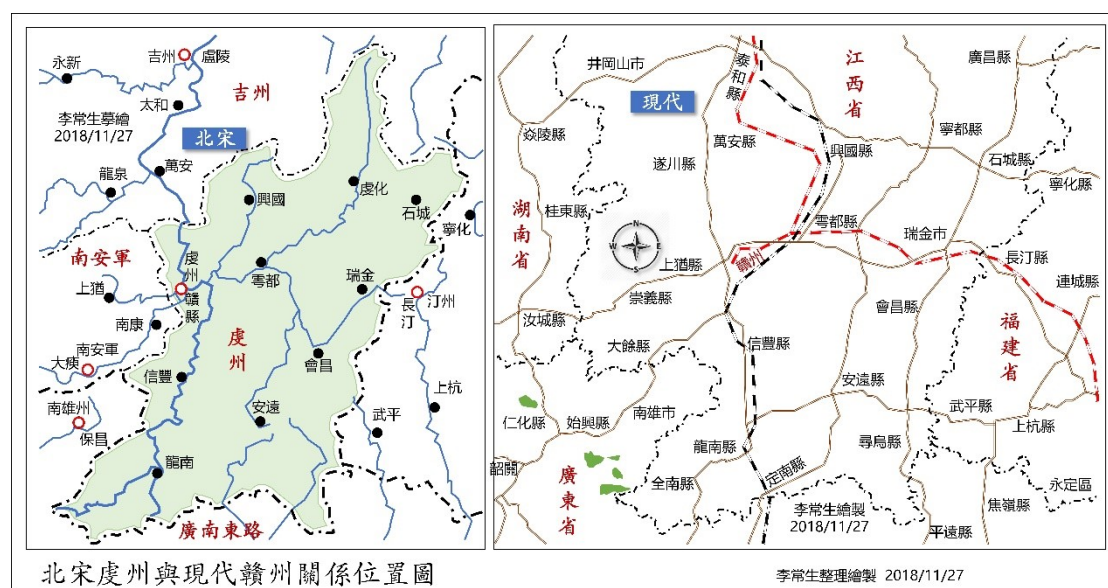 吉州
盧陵
永新
太和
吉州
李常生摹繪
2018/11/27
北宋
萬安
龍泉
興國
虔化
石城
寧化
南安軍
虔州
雩都
瑞金
上猶
贛縣
長汀
汀州
南康
虔州
會昌
南安軍
大庾
信豐
上杭
南雄州
保昌
安遠
武平
龍南
廣南東路
井岡山市
泰和縣
江西省
廣昌縣
現代
炎陵縣
萬安縣
興國縣
寧都縣
遂川縣
石城縣
寧化縣
湖南省
桂東縣
N
W
E
S
雩都縣
瑞金市
贛州
長汀縣
上猶縣
連城縣
崇義縣
會昌縣
汝城縣
福建省
大餘縣
信豐縣
安遠縣
仁化縣
始興縣
南雄市
武平縣
上杭縣
韶關
龍南縣
尋烏縣
廣東省
全南縣
定南縣
永定區
李常生繪製
2018/11/27
焦嶺縣
平遠縣
北宋虔州與現代贛州關係位置圖
李常生整理繪製 2018/11/27